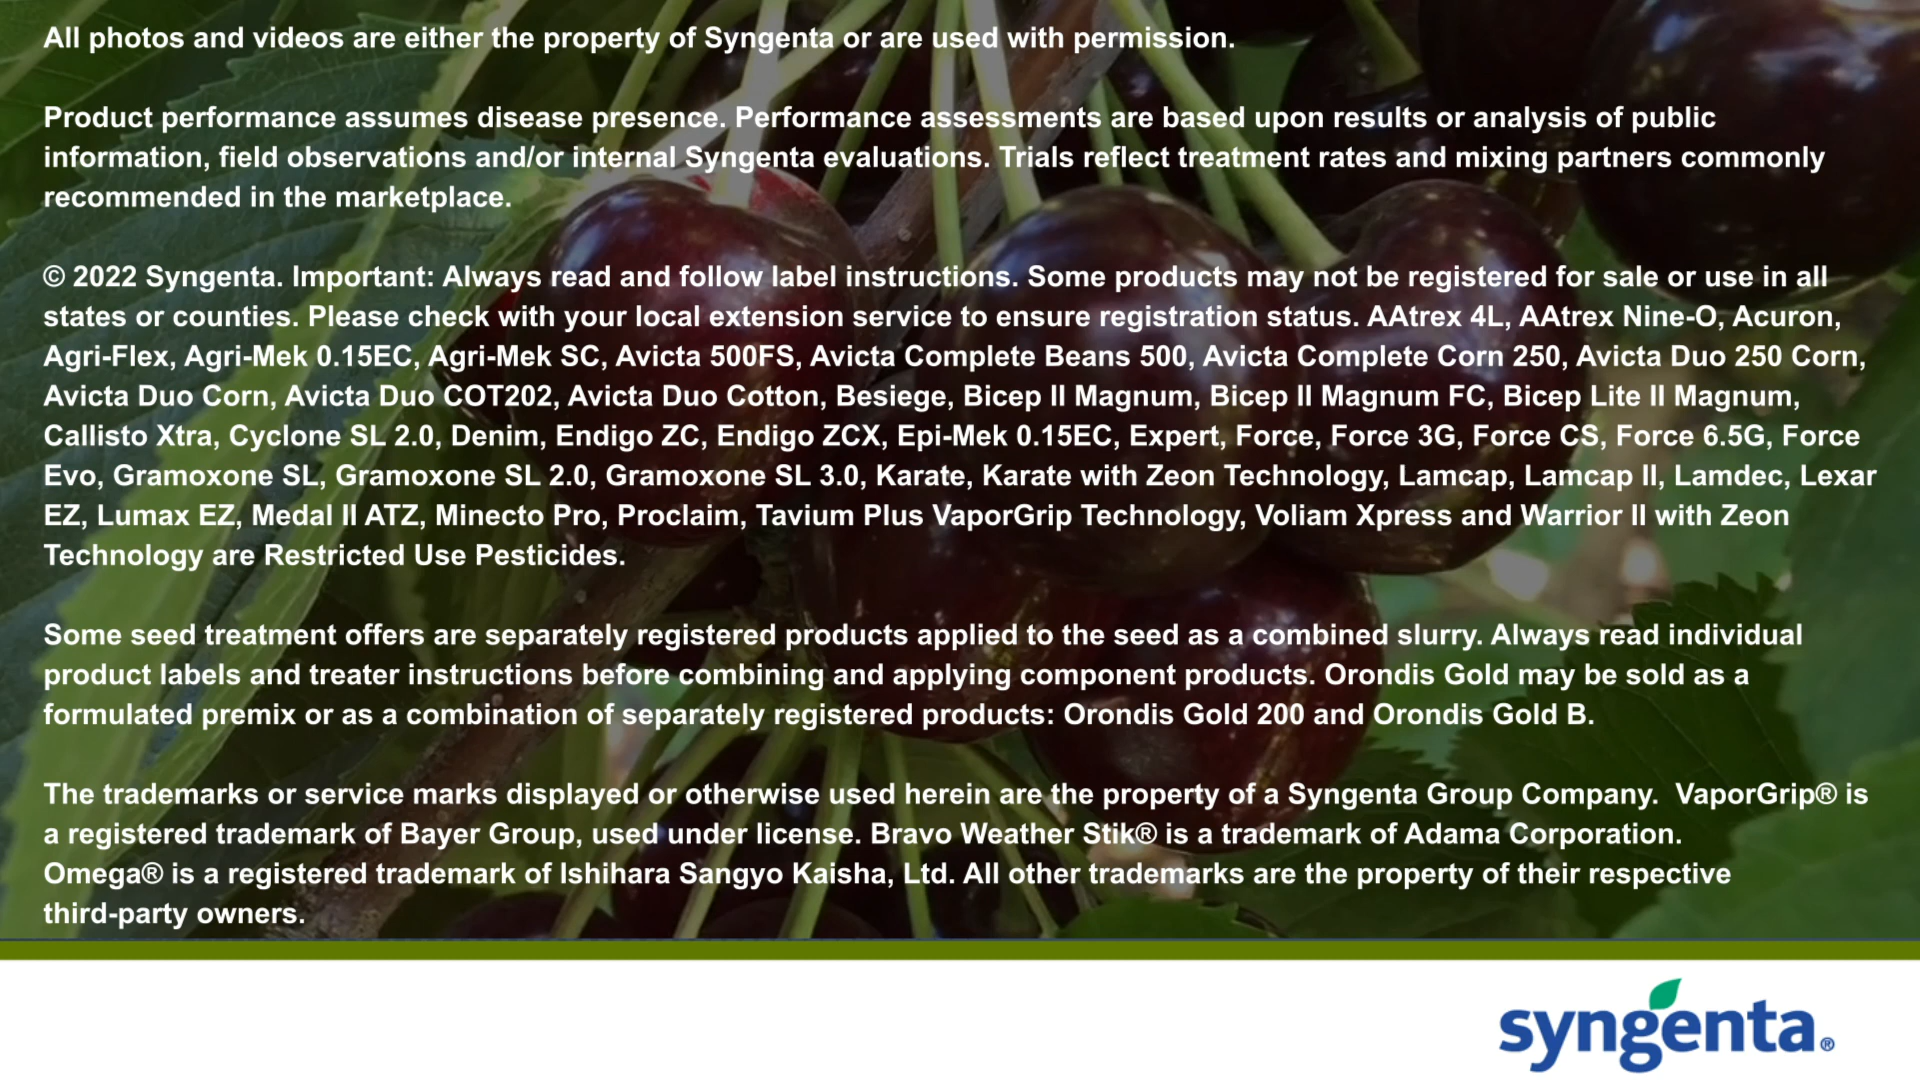 All photos and videos are either the property of Syngenta or are used with permission.
Product performance assumes disease presence. Performance assessments are based upon results or analysis of public
information, field observations and/or internal Syngenta evaluations. Trials reflect treatment rates and mixing partners commonly
recommended in the marketplace.
© 2022 Syngenta. Important: Always read and follow label instructions. Some products may not be registered for sale or use in all
states or counties. Please check with your local extension service to ensure registration status. AAtrex 4L, AAtrex Nine-O, Acuron,
Agri-Flex, Agri-Mek 0.15EC, Agri-Mek SC, Avicta 500FS, Avicta Complete Beans 500, Avicta Complete Corn 250, Avicta Duo 250 Corn,
Avicta Duo Corn, Avicta Duo COT202, Avicta Duo Cotton, Besiege, Bicep II Magnum, Bicep II Magnum FC, Bicep Lite II Magnum,
Callisto Xtra, Cyclone SL 2.0, Denim, Endigo ZC, Endigo ZCX, Epi-Mek 0.15EC, Expert, Force, Force 3G, Force CS, Force 6.5G, Force
Evo, Gramoxone SL, Gramoxone SL 2.0, Gramoxone SL 3.0, Karate, Karate with Zeon Technology, Lamcap, Lamcap II, Lamdec, Lexar
EZ, Lumax EZ, Medal II ATZ, Minecto Pro, Proclaim, Tavium Plus VaporGrip Technology, Voliam Xpress and Warrior II with Zeon
Technology are Restricted Use Pesticides.
Some seed treatment offers are separately registered products applied to the seed as a combined slurry. Always read individual
product labels and treater instructions before combining and applying component products. Orondis Gold may be sold as a
formulated premix or as a combination of separately registered products: Orondis Gold 200 and Orondis Gold B.
The trademarks or service marks displayed or otherwise used herein are the property of a Syngenta Group Company.  VaporGrip® is
a registered trademark of Bayer Group, used under license. Bravo Weather Stik® is a trademark of Adama Corporation.
Omega® is a registered trademark of Ishihara Sangyo Kaisha, Ltd. All other trademarks are the property of their respective
third-party owners.
syngenta®